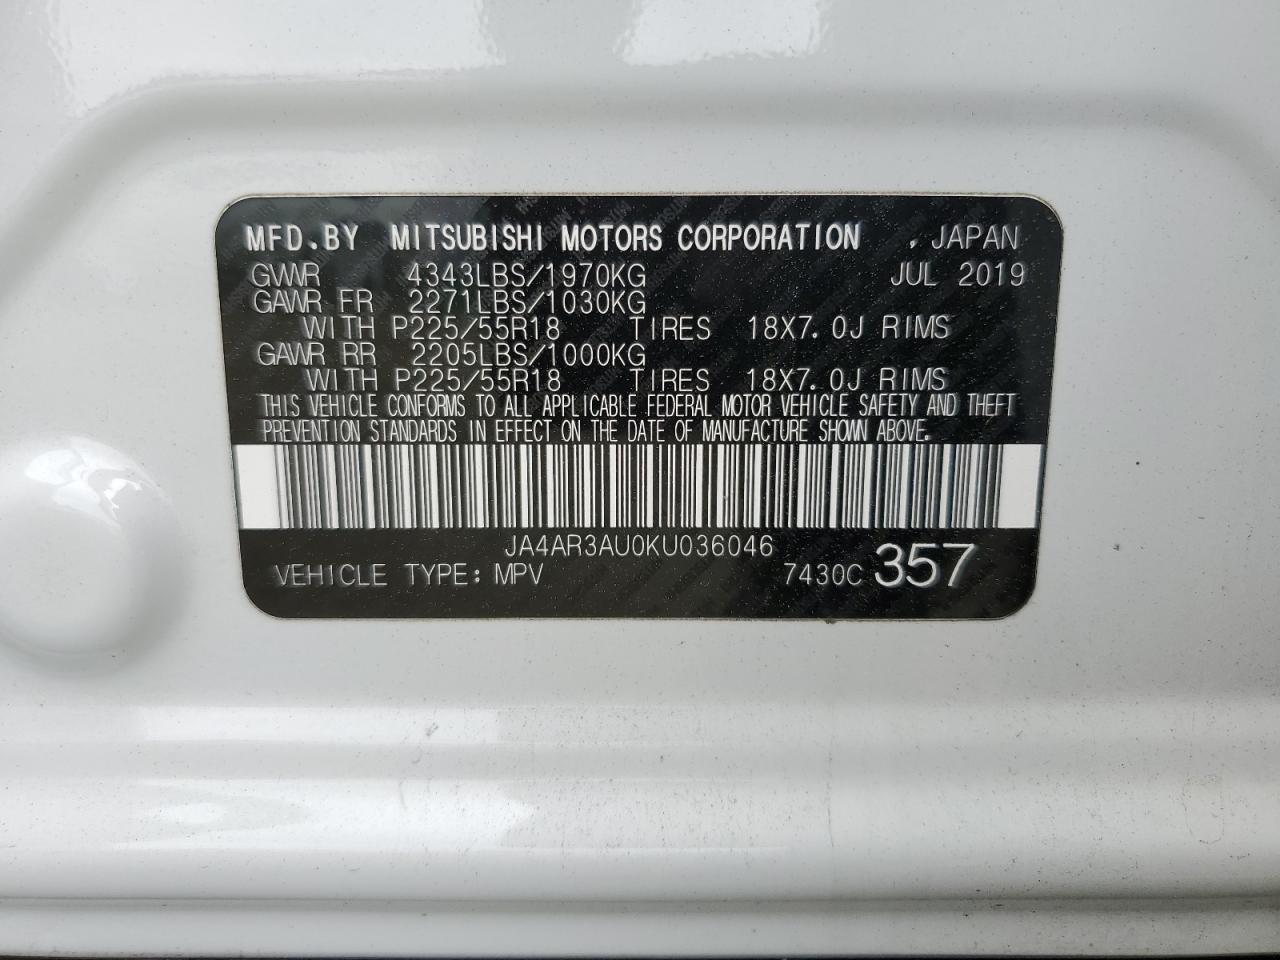 MFD.BY MITSUBISHI MOTORS CORPORATION , JAPAN
GVWR 4343LBS/1970KG JUL 2019
GAWR FR 2271LBS/1030KG
WITH P225/55R18 TIRES 18X7.0J RIMS
GAWR RR 2205LBS/1000KG
WITH P225/55R18 TIRES 18X7.0J RIMS
THIS VEHICLE CONFORMS TO ALL APPLICABLE FEDERAL MOTOR VEHICLE SAFETY AND THEFT
PREVENTION STANDARDS IN EFFECT ON THE DATE OF MANUFACTURE SHOWN ABOVE.
JA4AR3AU0KU036046
VEHICLE TYPE: MPV 7430C 357